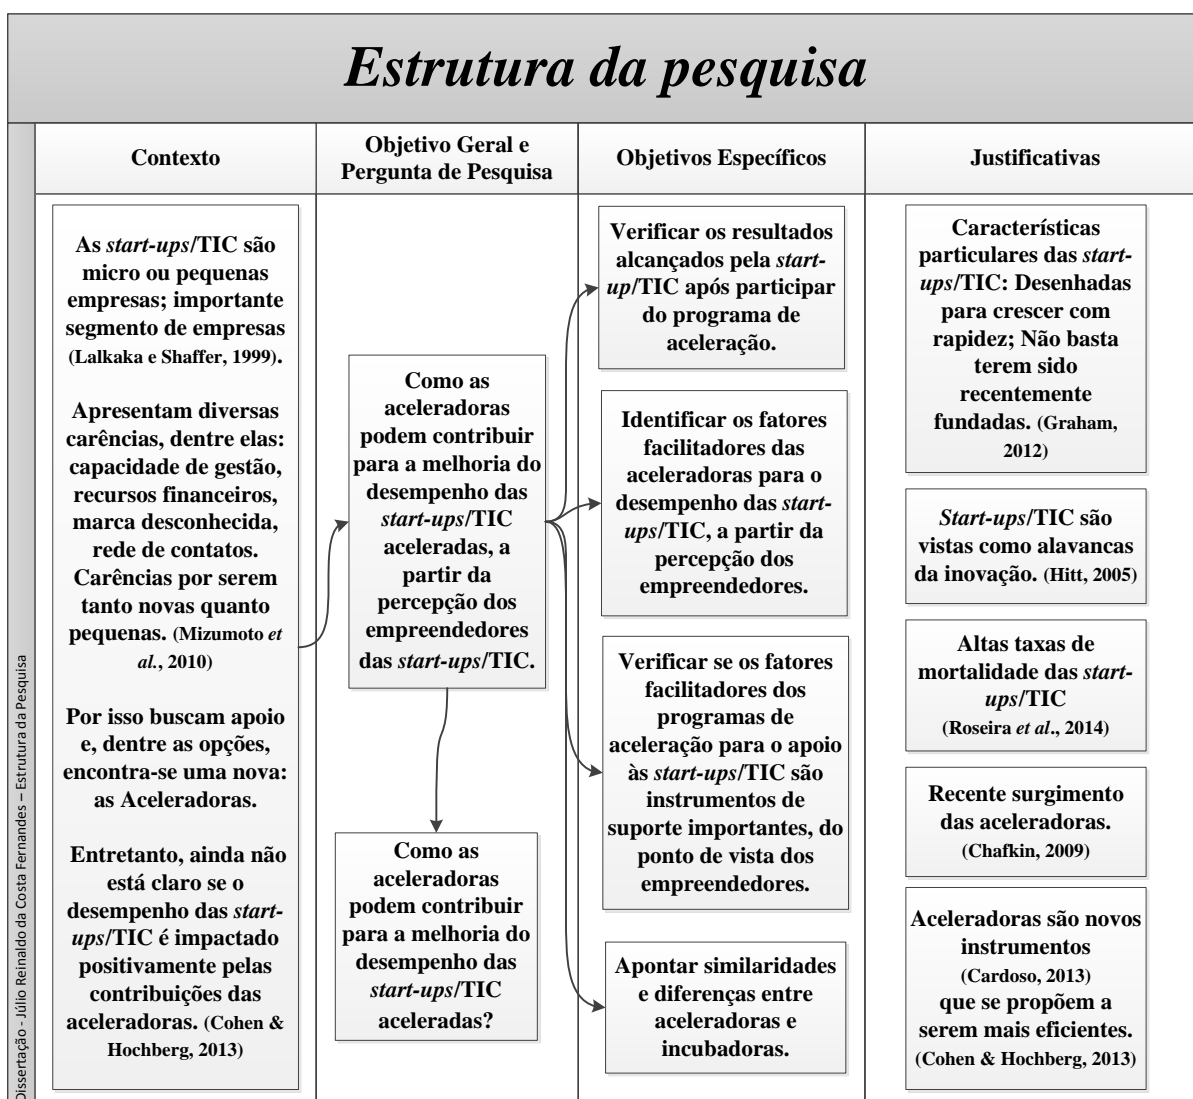 Estrutura da pesquisa
Contexto
Objetivo Geral e
Pergunta de Pesquisa
Objetivos Específicos
Justificativas
As start-ups/TIC são
micro ou pequenas
empresas; importante
segmento de empresas
(Lalkaka e Shaffer, 1999).
Apresentam diversas
carências, dentre elas:
capacidade de gestão,
recursos financeiros,
marca desconhecida,
rede de contatos.
Carências por serem
tanto novas quanto
pequenas. (Mizumoto et
al., 2010)
Por isso buscam apoio
e, dentre as opções,
encontra-se uma nova:
as Aceleradoras.
Entretanto, ainda não
está claro se o
desempenho das start-
ups/TIC é impactado
positivamente pelas
contribuições das
aceleradoras. (Cohen &
Hochberg, 2013)
Como as
aceleradoras
podem contribuir
para a melhoria do
desempenho das
start-ups/TIC
aceleradas, a
partir da
percepção dos
empreendedores
das start-ups/TIC.
Como as
aceleradoras
podem contribuir
para a melhoria do
desempenho das
start-ups/TIC
aceleradas?
Verificar os resultados
alcançados pela start-
up/TIC após participar
do programa de
aceleração.
Identificar os fatores
facilitadores das
aceleradoras para o
desempenho das start-
ups/TIC, a partir da
percepção dos
empreendedores.
Verificar se os fatores
facilitadores dos
programas de
aceleração para o apoio
às start-ups/TIC são
instrumentos de
suporte importantes, do
ponto de vista dos
empreendedores.
Apontar similaridades
e diferenças entre
aceleradoras e
incubadoras.
Características
particulares das start-
ups/TIC: Desenhadas
para crescer com
rapidez; Não basta
terem sido
recentemente
fundadas. (Graham,
2012)
Start-ups/TIC são
vistas como alavancas
da inovação. (Hitt, 2005)
Altas taxas de
mortalidade das start-
ups/TIC
(Roseira et al., 2014)
Recente surgimento
das aceleradoras.
(Chafkin, 2009)
Aceleradoras são novos
instrumentos
(Cardoso, 2013)
que se propõem a
serem mais eficientes.
(Cohen & Hochberg, 2013)
Dissertação - Júlio Reinaldo da Costa Fernandes – Estrutura da Pesquisa